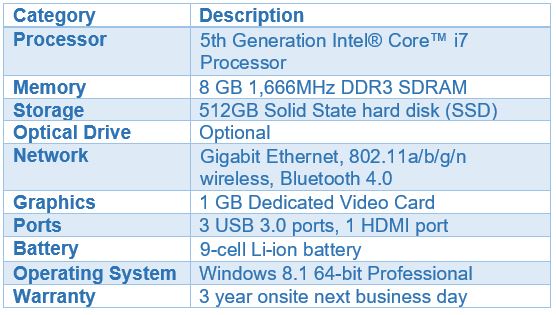 Category Description
Processor 5th Generation Intel® Core™ i7
Processor
Memory 8 GB 1,666MHz DDR3 SDRAM
Storage 512GB Solid State hard disk (SSD)
Optical Drive Optional
Network Gigabit Ethernet, 802.11a/b/g/n
wireless, Bluetooth 4.0
Graphics 1 GB Dedicated Video Card
Ports 3 USB 3.0 ports, 1 HDMI port
Battery 9-cell Li-ion battery
Operating System Windows 8.1 64-bit Professional
Warranty 3 year onsite next business day